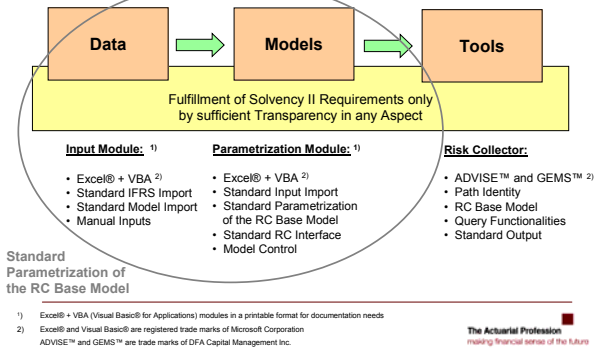 Data
Models
Tools
Fulfillment of Solvency II Requirements only
by sufficient Transparency in any Aspect
Input Module: 1)
• Excel® + VBA 2)
• Standard IFRS Import
• Standard Model Import
• Manual Inputs
Parametrization Module: 1)
• Excel® + VBA 2)
• Standard Input Import
• Standard Parametrization
of the RC Base Model
• Standard RC Interface
• Model Control
Risk Collector:
• ADVISE™ and GEMS™ 2)
• Path Identity
• RC Base Model
• Query Functionalities
• Standard Output
Standard
Parametrization of
the RC Base Model
1) Excel® + VBA (Visual Basic® for Applications) modules in a printable format for documentation needs
2) Excel® and Visual Basic® are registered trade marks of Microsoft Corporation
ADVISE™ and GEMS™ are trade marks of DFA Capital Management Inc.
The Actuarial Profession
making financial sense of the future